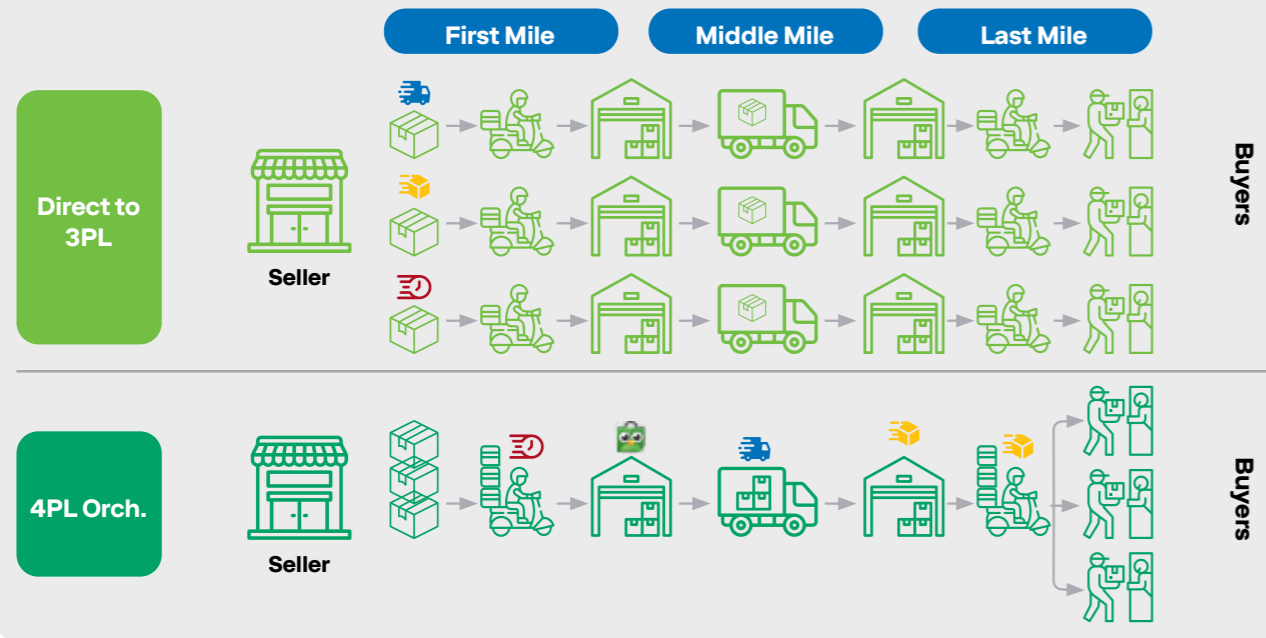 First Mile
Middle Mile
Last Mile
Direct to
3PL
Seller
Buyers
4PL Orch.
Seller
Buyers